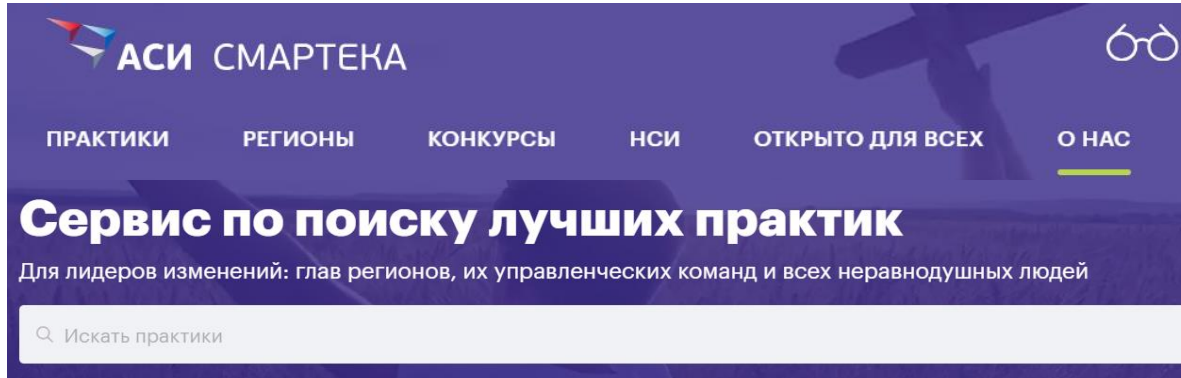 АСИ СМАРТЕКА
ПРАКТИКИ РЕГИОНЫ КОНКУРСЫ НСИ ОТКРЫТО ДЛЯ ВСЕХ О НАС
Сервис по поиску лучших практик
Для лидеров изменений: глав регионов, их управленческих команд и всех неравнодушных людей
Искать практики